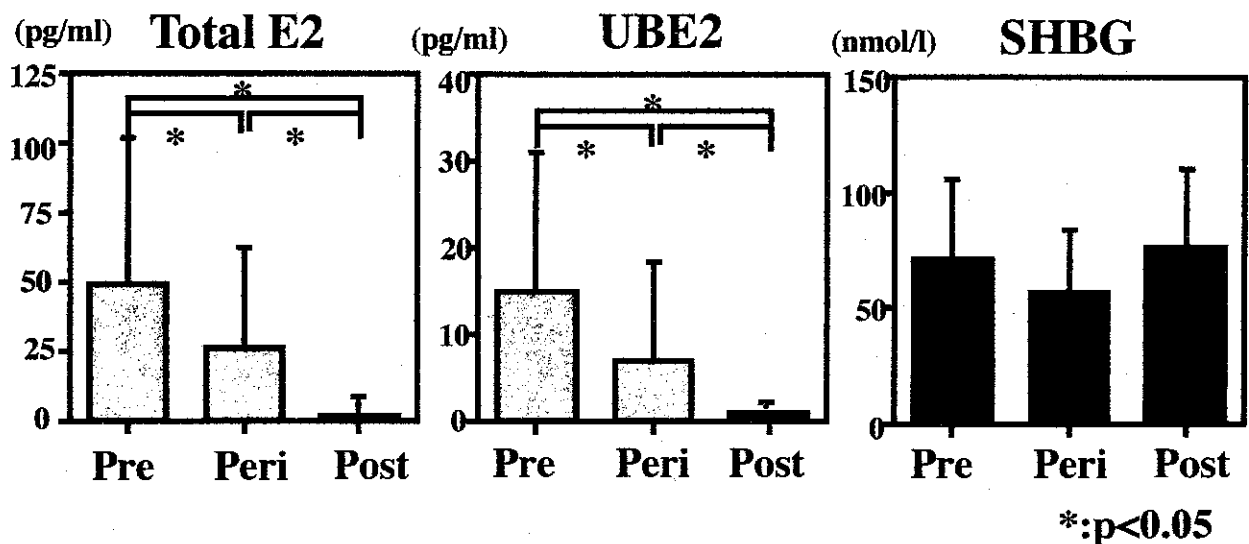 (pg/ml) Total E2
125
100
75
50
25
0
* * *
Pre Peri Post
(pg/ml) UBE2
40
30
20
10
0
* * *
Pre Peri Post
(nmol/l) SHBG
150
100
50
0
Pre Peri Post
*:p<0.05